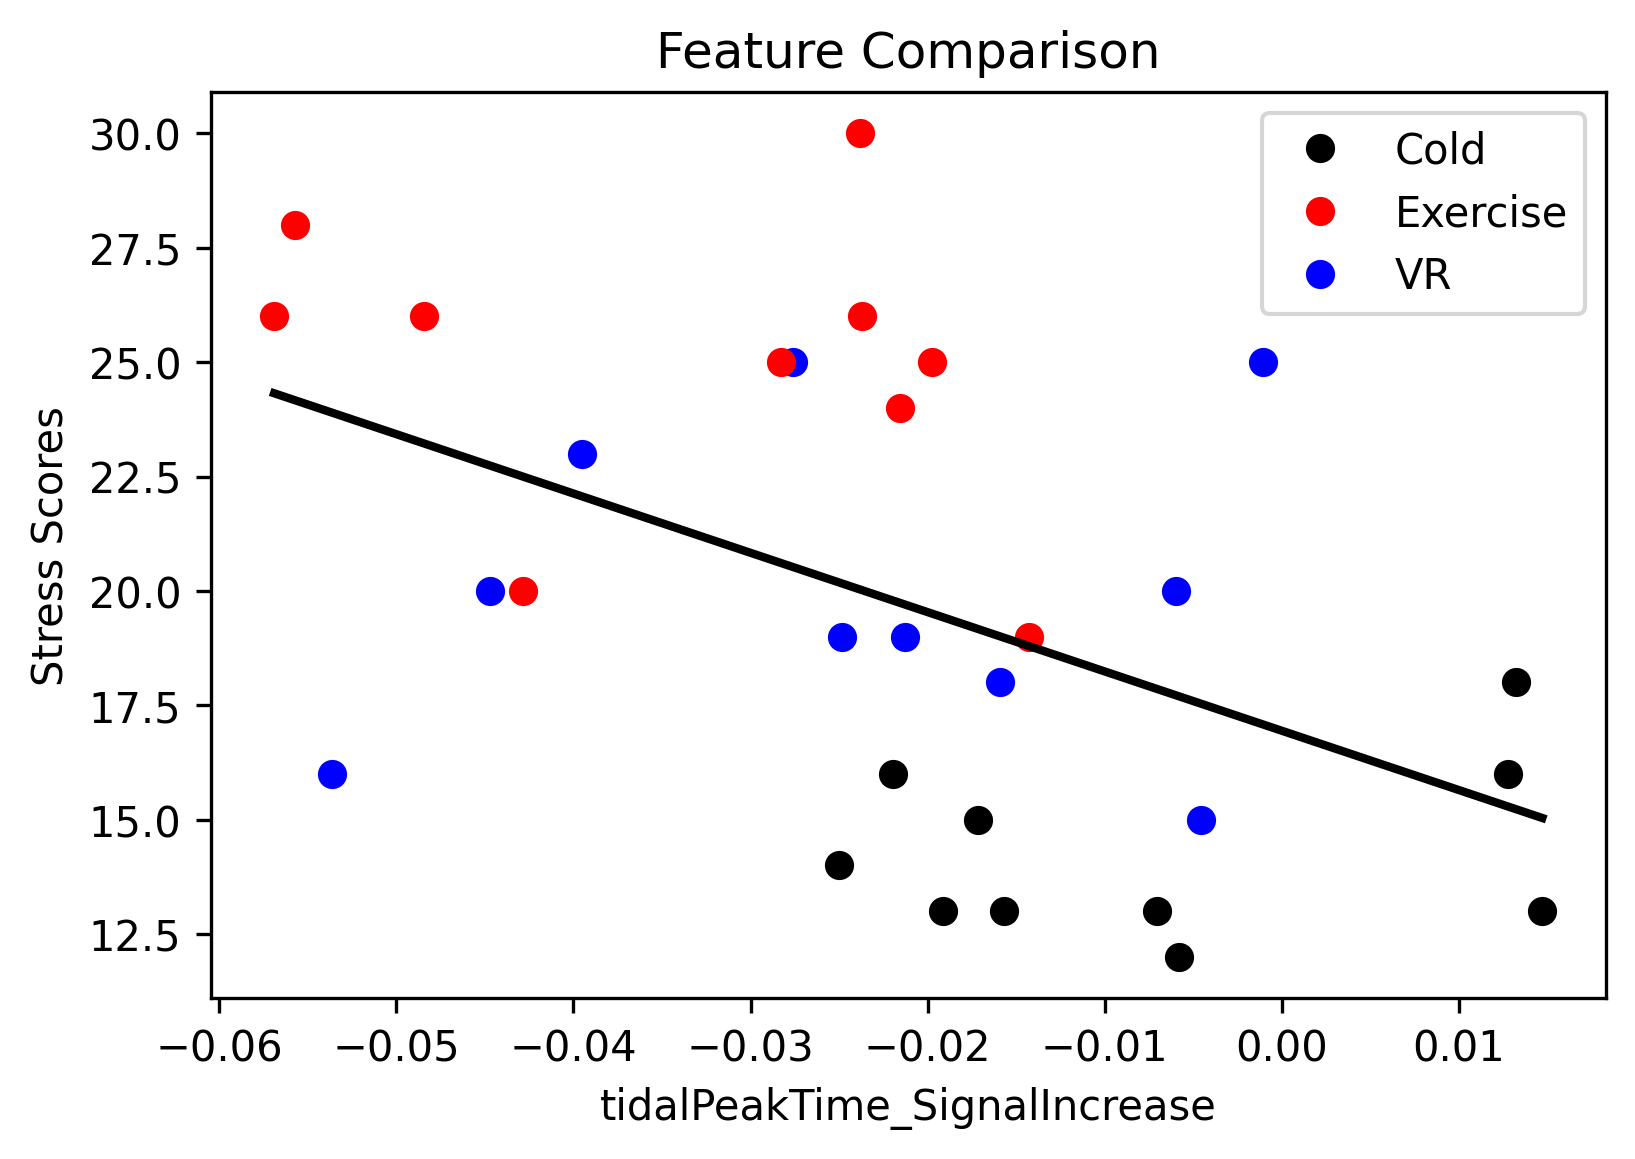 Feature Comparison
30.0
27.5
25.0
22.5
20.0
17.5
15.0
12.5
Stress Scores
Cold
Exercise
VR
−0.06 −0.05 −0.04 −0.03 −0.02 −0.01 0.00 0.01
tidalPeakTime_SignalIncrease